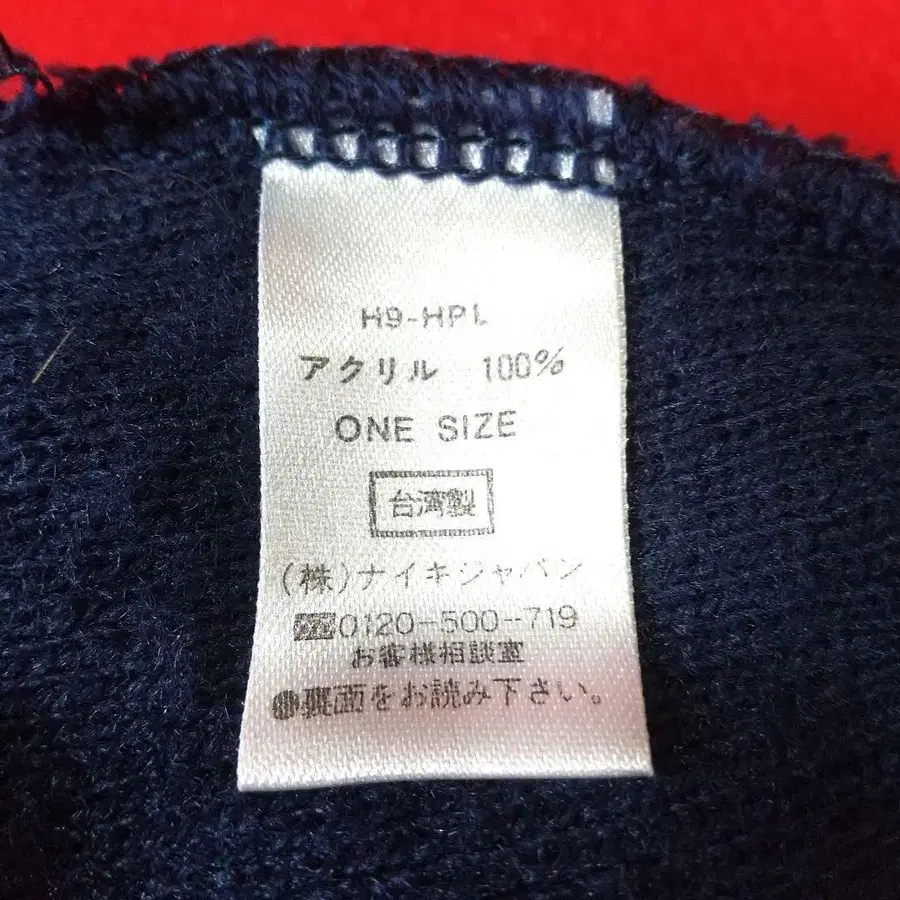 H9-HPL
アクリル 100%
ONE SIZE
台湾製
(株)ナイキジャパン
0120-500-719
お客様相談室
●裏面をお読み下さい。